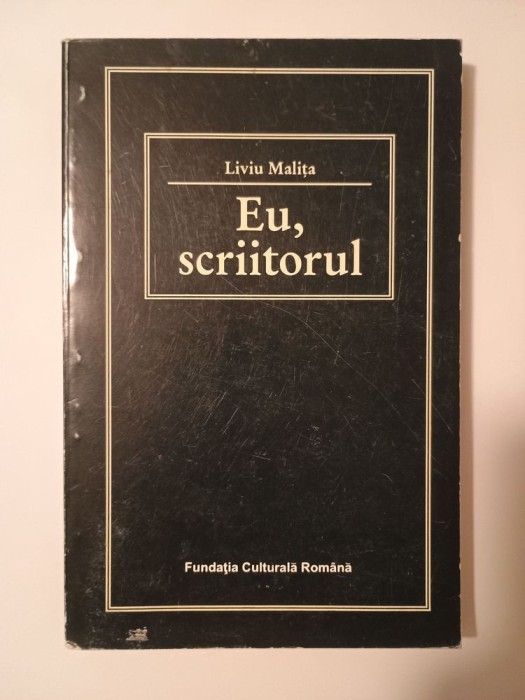 Liviu Malița
Eu,
scriitorul
Fundația Culturală Română